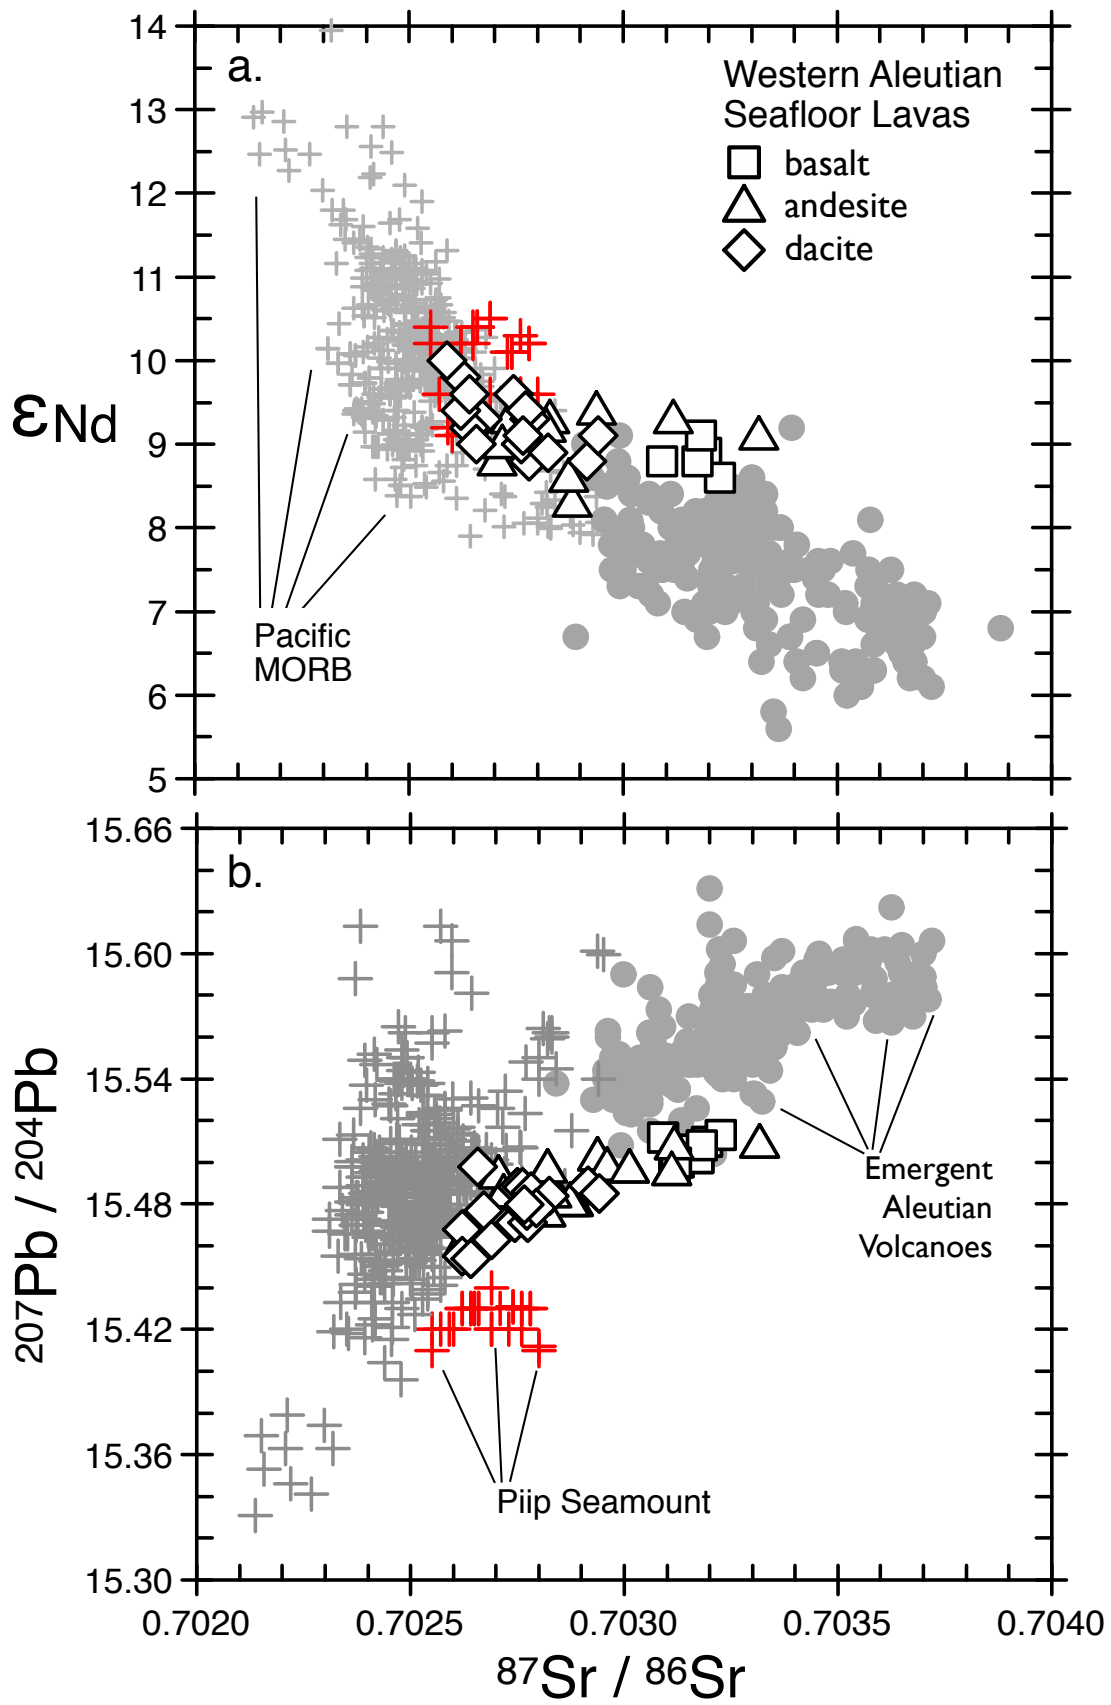 14
a.
Western Aleutian
Seafloor Lavas
basalt
andesite
dacite
13
12
11
10
9
8
7
6
5
εNd
Pacific
MORB
15.66
b.
15.60
15.54
15.48
15.42
15.36
15.30
207Pb / 204Pb
Emergent
Aleutian
Volcanoes
Piip Seamount
0.7020 0.7025 0.7030 0.7035 0.7040
87Sr / 86Sr